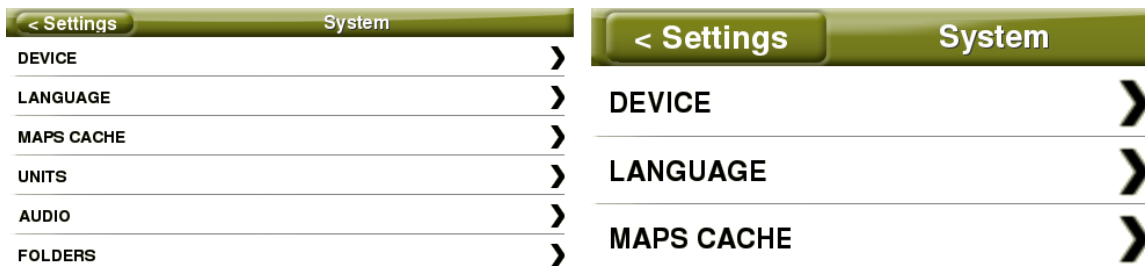 < Settings System
DEVICE
LANGUAGE
MAPS CACHE
UNITS
AUDIO
FOLDERS
< Settings System
DEVICE
LANGUAGE
MAPS CACHE